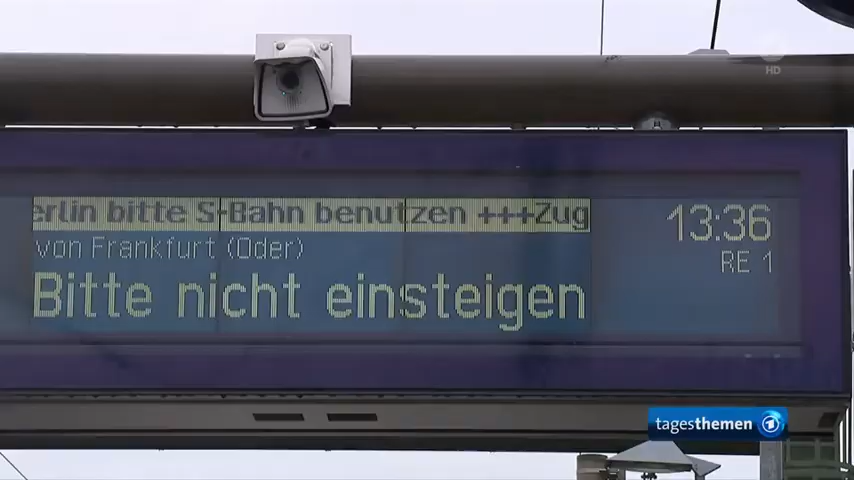 HD
erlin bitte S-Bahn benutzen +++Zug
13:36
von Frankfurt (Oder)
RE 1
Bitte nicht einsteigen
tagesthemen